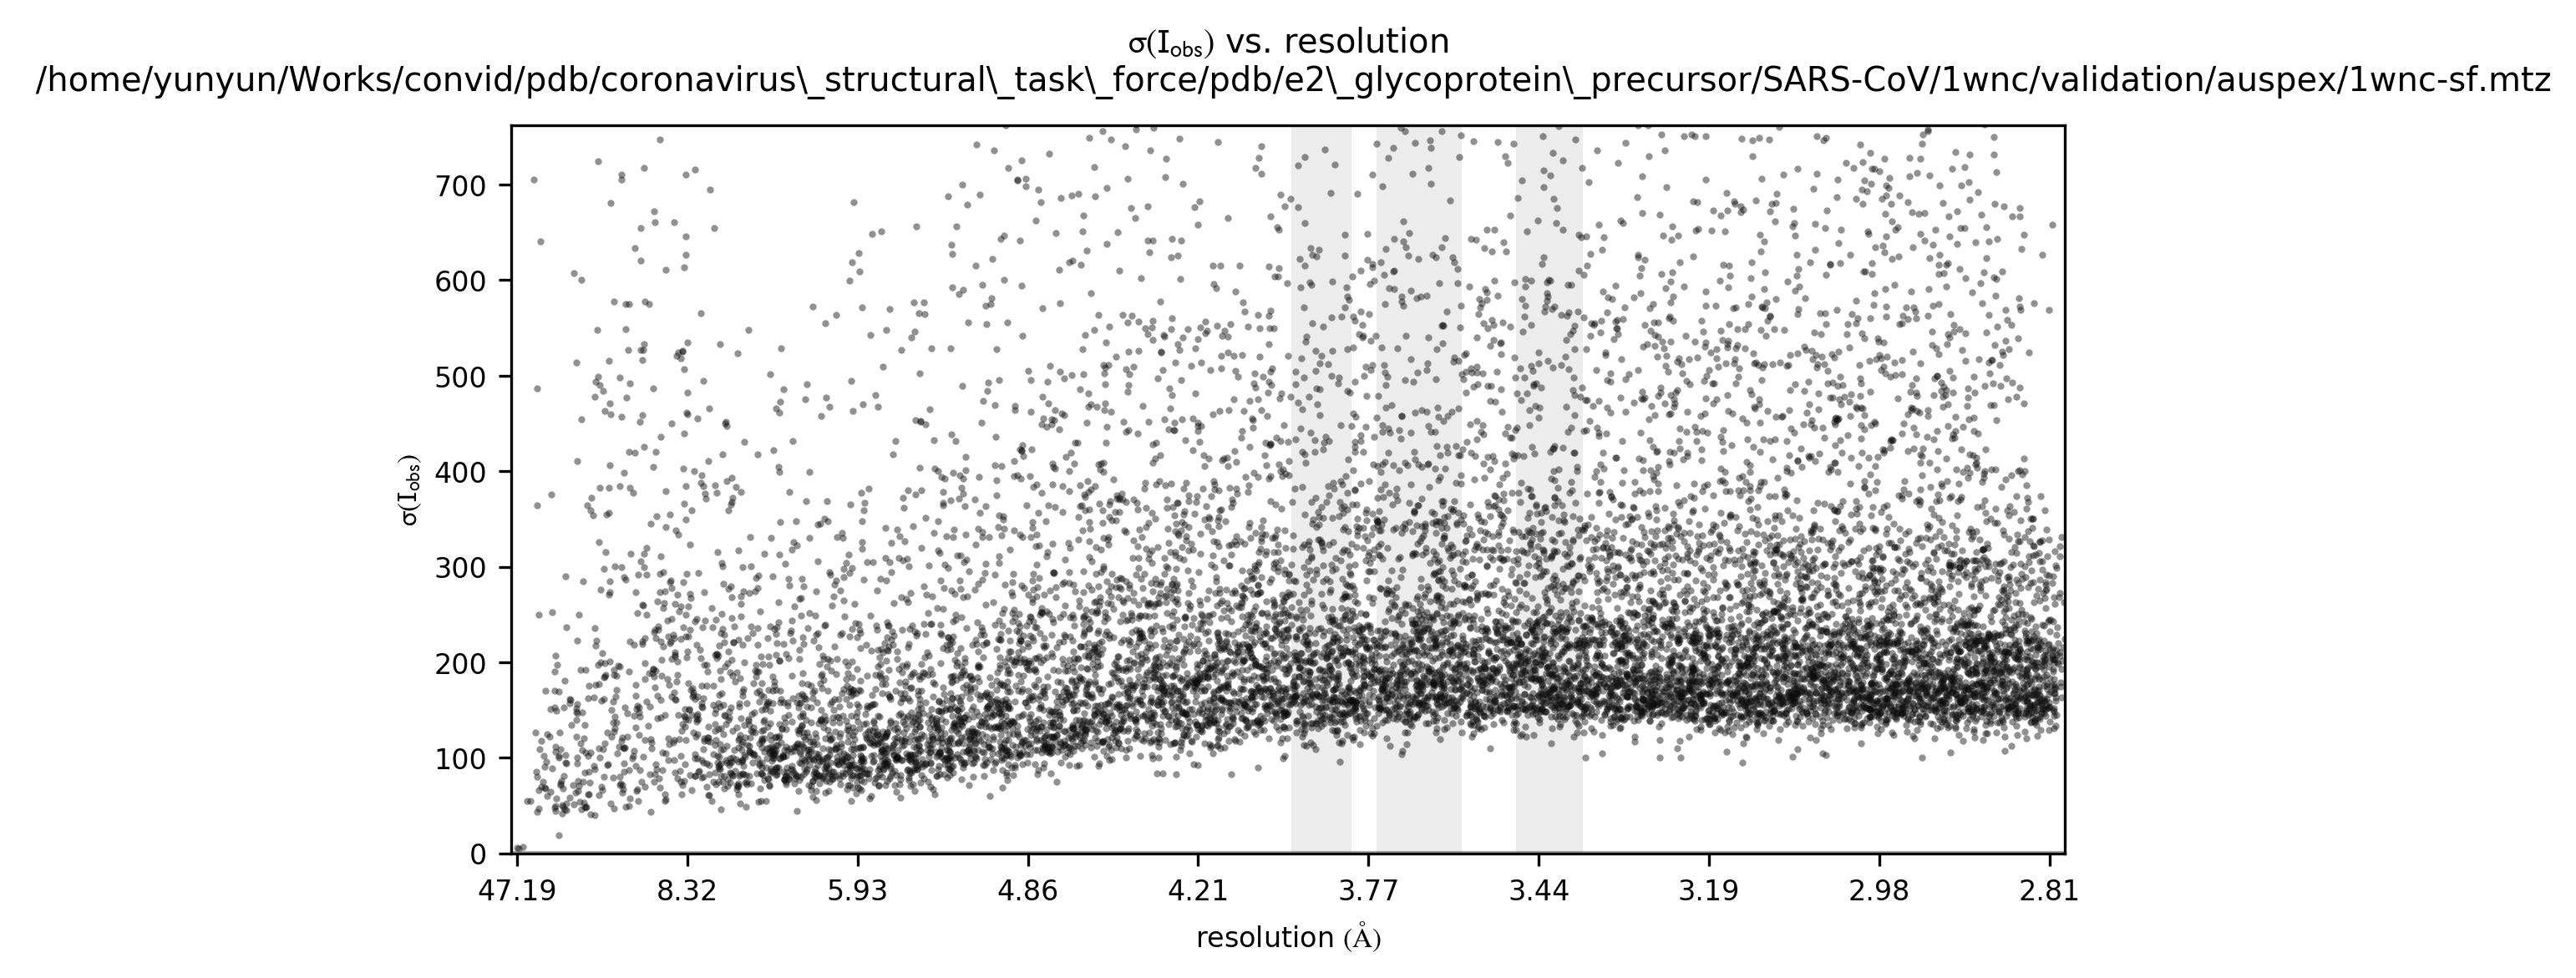 σ(I_obs) vs. resolution
/home/yunyun/Works/convid/pdb/coronavirus\_structural\_task\_force/pdb/e2\_glycoprotein\_precursor/SARS-CoV/1wnc/validation/auspex/1wnc-sf.mtz
700
600
500
400
300
200
100
0
σ(I_obs)
47.19 8.32 5.93 4.86 4.21 3.77 3.44 3.19 2.98 2.81
resolution (Å)